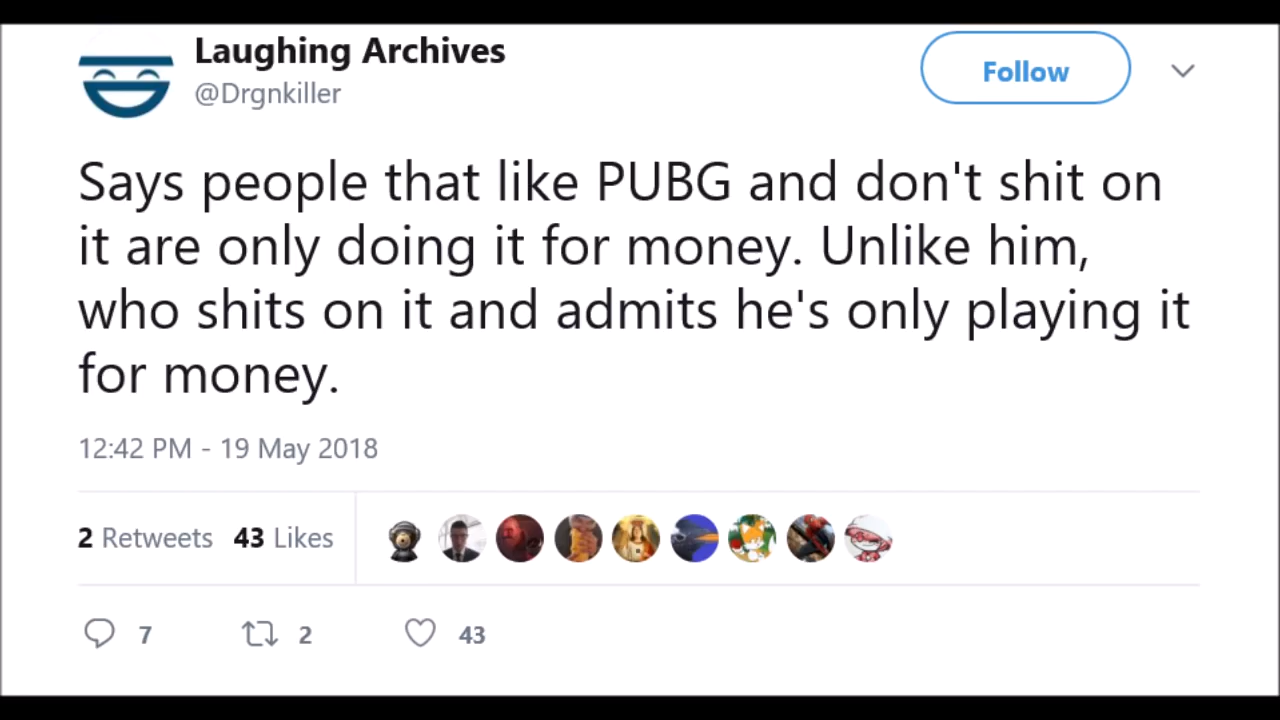 Laughing Archives
@Drgnkiller
Follow
Says people that like PUBG and don't shit on
it are only doing it for money. Unlike him,
who shits on it and admits he's only playing it
for money.
12:42 PM - 19 May 2018
2 Retweets 43 Likes
7 2 43